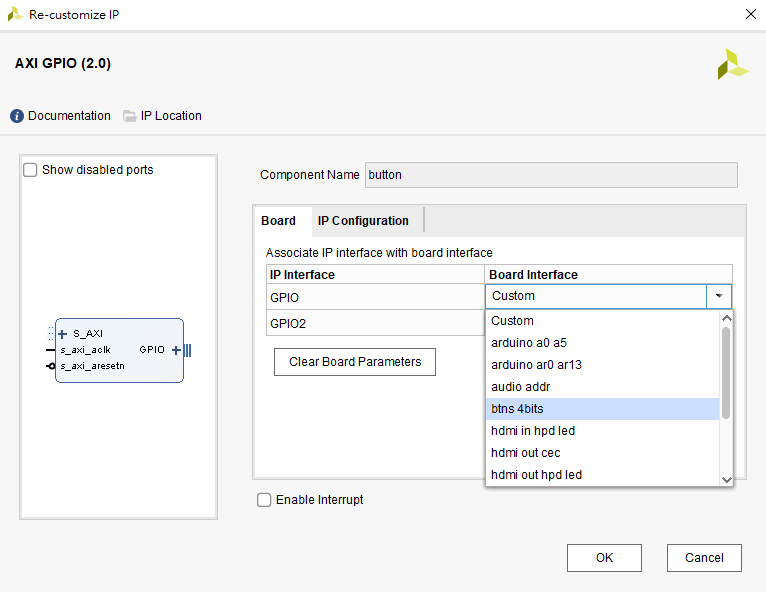 Re-customize IP
AXI GPIO (2.0)
Documentation IP Location
Show disabled ports
S_AXI
s_axi_aclk GPIO
s_axi_aresetn
Component Name button
Board IP Configuration
Associate IP interface with board interface
IP Interface Board Interface
GPIO Custom
GPIO2
Custom
arduino a0 a5
arduino ar0 ar13
audio addr
btns 4bits
hdmi in hpd led
hdmi out cec
hdmi out hpd led
Clear Board Parameters
Enable Interrupt
OK Cancel